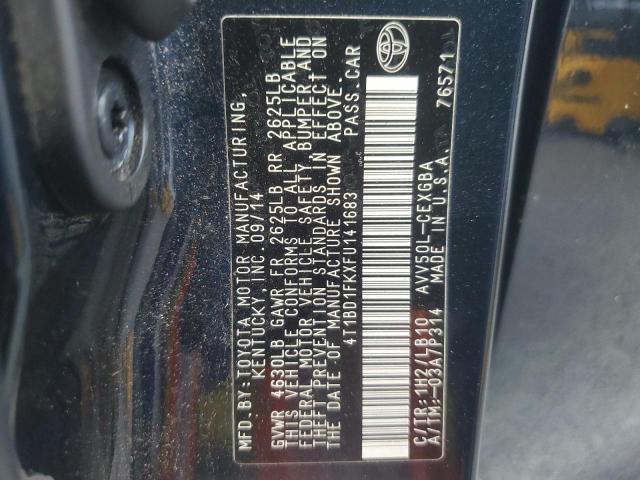 MFD. BY: TOYOTA MOTOR MANUFACTURING,
KENTUCKY, INC. 09/14
GVWR 4630LB GAWR FR 2625LB RR 2625LB
THIS VEHICLE CONFORMS TO ALL APPLICABLE
FEDERAL MOTOR VEHICLE SAFETY, BUMPER, AND
THEFT PREVENTION STANDARDS IN EFFECT ON
THE DATE OF MANUFACTURE SHOWN ABOVE.
4T1BD1FKXFU141683 PASS. CAR
C/TR: 1H2/LB10 AVV50L-CEXGBA
A/TM: -03A/P314 MADE IN U.S.A. 76571